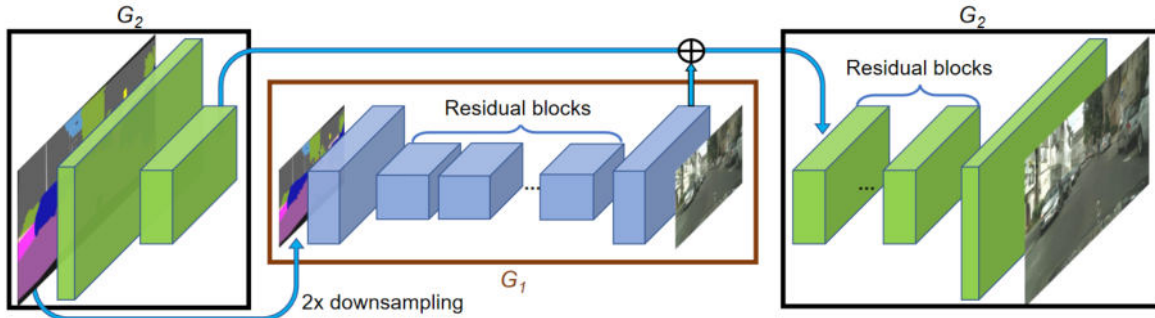 G2
G2
Residual blocks
Residual blocks
...
...
G1
2x downsampling